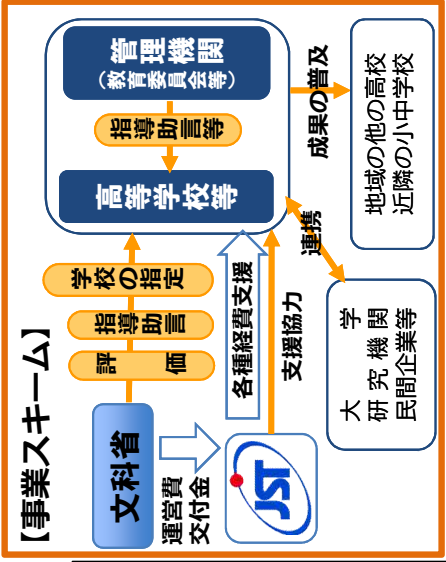 【事業スキーム】
文科省
評価
指導助言
学校の指定
管理機関
（教育委員会等）
指導助言等
高等学校等
運営費
交付金
JST
各種経費支援
支援協力
連携
成果の普及
大学
研究機関
民間企業等
地域の他の高校
近隣の小中学校